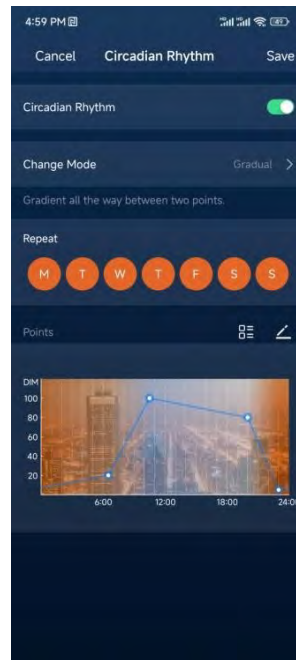 4:59 PM
Cancel Circadian Rhythm Save
Circadian Rhythm
Change Mode Gradual >
Gradient all the way between two points.
Repeat
M T W T F S S
Points
DIM
100
80
60
40
20
6:00 12:00 18:00 24:00